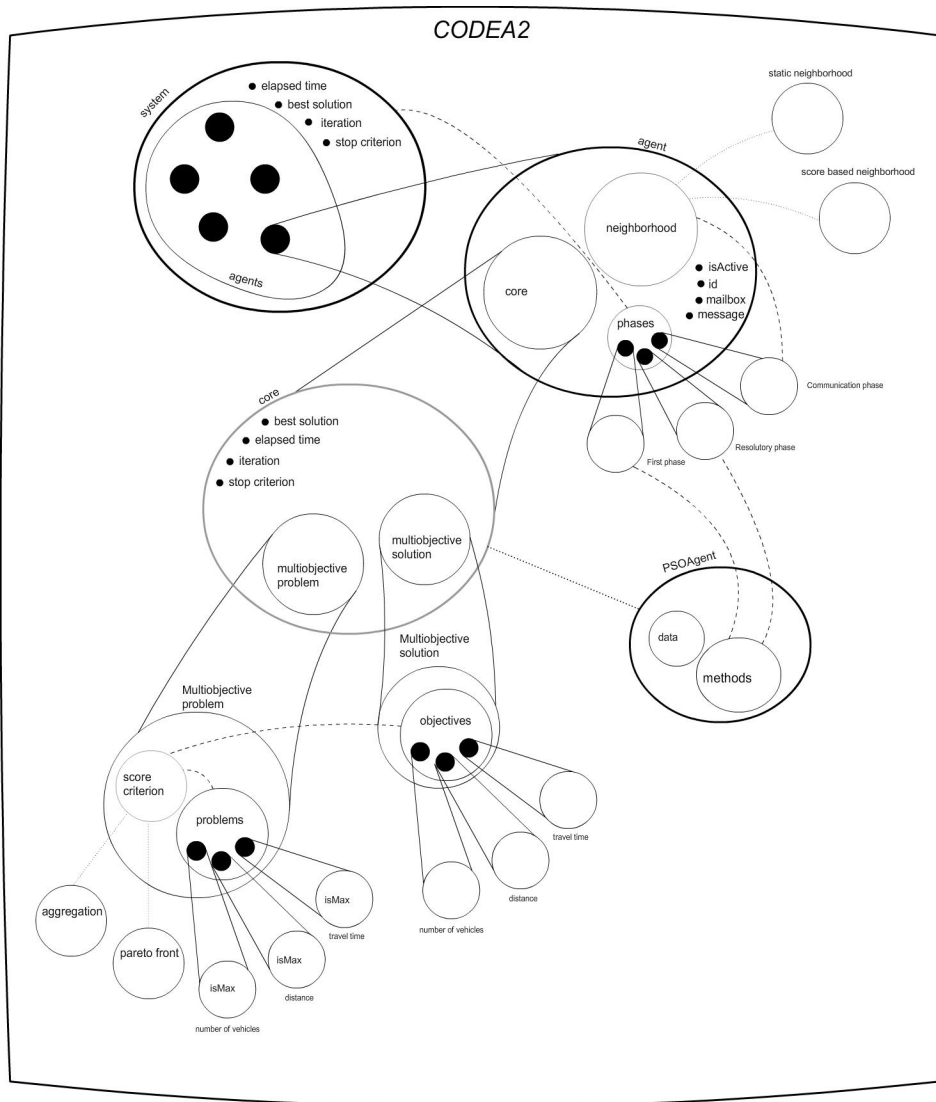 CODEA2
system
elapsed time
best solution
iteration
stop criterion
agents
static neighborhood
agent
score based neighborhood
neighborhood
core
isActive
id
mailbox
message
phases
Communication phase
First phase
Resolutory phase
core
best solution
elapsed time
iteration
stop criterion
multiobjective
solution
multiobjective
problem
PSOAgent
data
methods
Multiobjective
solution
objectives
travel time
distance
number of vehicles
Multiobjective
problem
score
criterion
problems
aggregation
pareto front
isMax
travel time
isMax
distance
isMax
number of vehicles